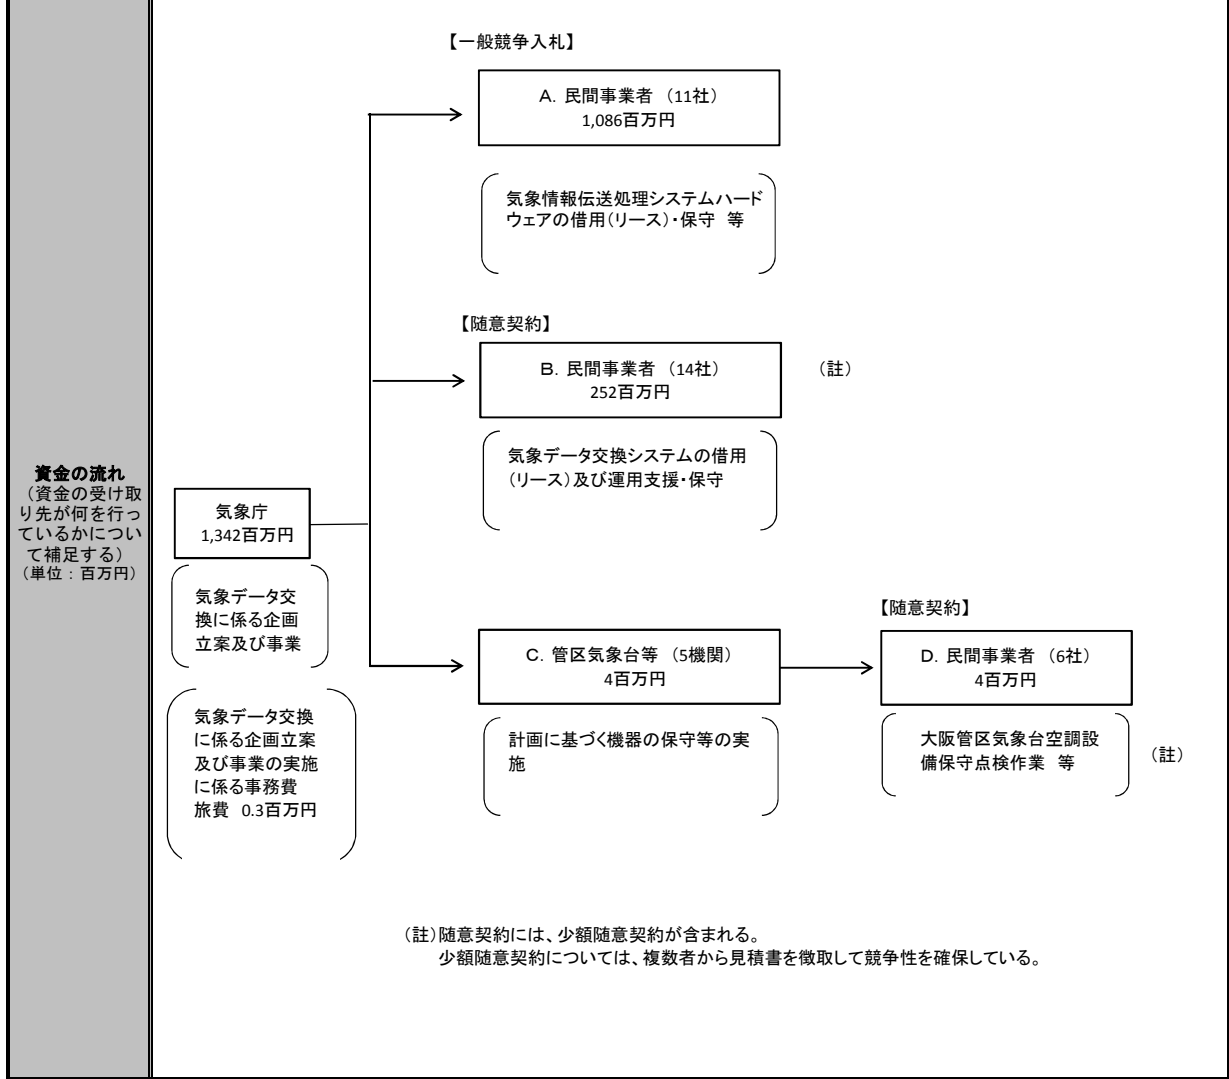 資金の流れ
（資金の受け取
り先が何を行っ
ているかについ
て補足する）
（単位：百万円）
気象庁
1,342百万円
気象データ交
換に係る企画
立案及び事業
気象データ交換
に係る企画立案
及び事業の実施
に係る事務費
旅費 0.3百万円
【一般競争入札】
A．民間事業者 （11社）
1,086百万円
気象情報伝送処理システムハード
ウェアの借用（リース）・保守 等
【随意契約】
B．民間事業者 （14社）
252百万円
（註）
気象データ交換システムの借用
（リース）及び運用支援・保守
C．管区気象台等 （5機関）
4百万円
計画に基づく機器の保守等の実
施
【随意契約】
D．民間事業者 （6社）
4百万円
大阪管区気象台空調設
備保守点検作業 等
（註）
（註）随意契約には、少額随意契約が含まれる。
少額随意契約については、複数者から見積書を徴取して競争性を確保している。